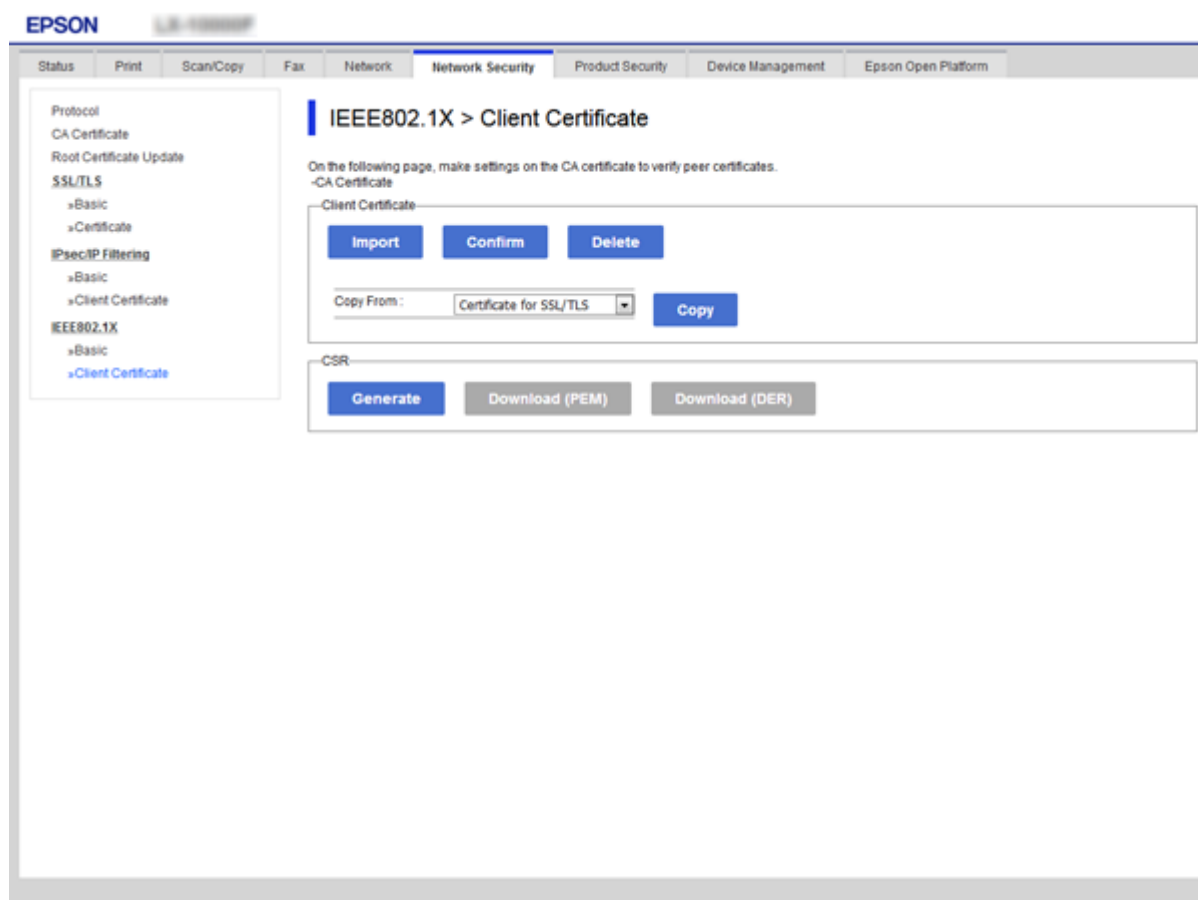 EPSON
Status Print Scan/Copy Fax Network Network Security Product Security Device Management Epson Open Platform
Protocol
CA Certificate
Root Certificate Update
SSL/TLS
»Basic
»Certificate
IPsec/IP Filtering
»Basic
»Client Certificate
IEEE802.1X
»Basic
»Client Certificate
IEEE802.1X > Client Certificate
On the following page, make settings on the CA certificate to verify peer certificates.
-CA Certificate
Client Certificate
Import Confirm Delete
Copy From : Certificate for SSL/TLS Copy
CSR
Generate Download (PEM) Download (DER)